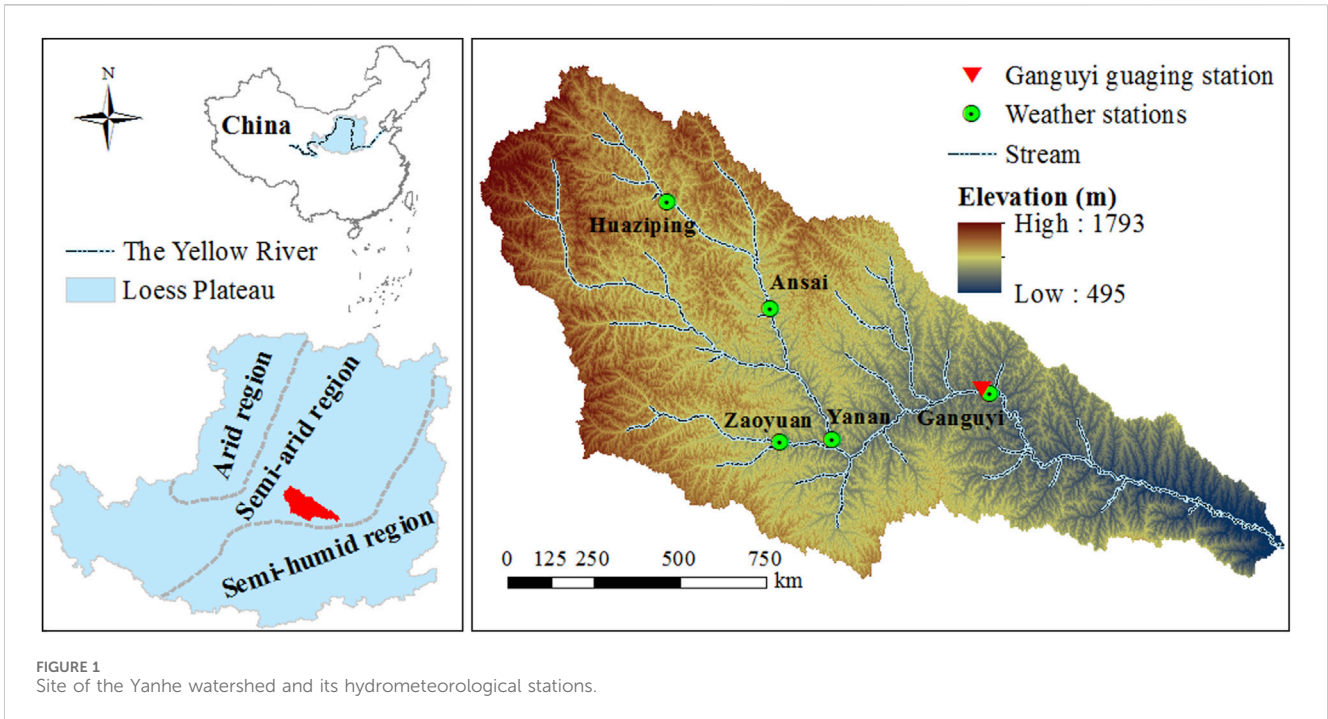 N
China
The Yellow River
Loess Plateau
Arid region
Semi-arid region
Semi-humid region
Ganguyi guaging station
Weather stations
Stream
Elevation (m)
High : 1793
Low : 495
Huaziping
Ansai
Zaoyuan
Yanan
Ganguyi
0 125 250 500 750
km
FIGURE 1
Site of the Yanhe watershed and its hydrometeorological stations.